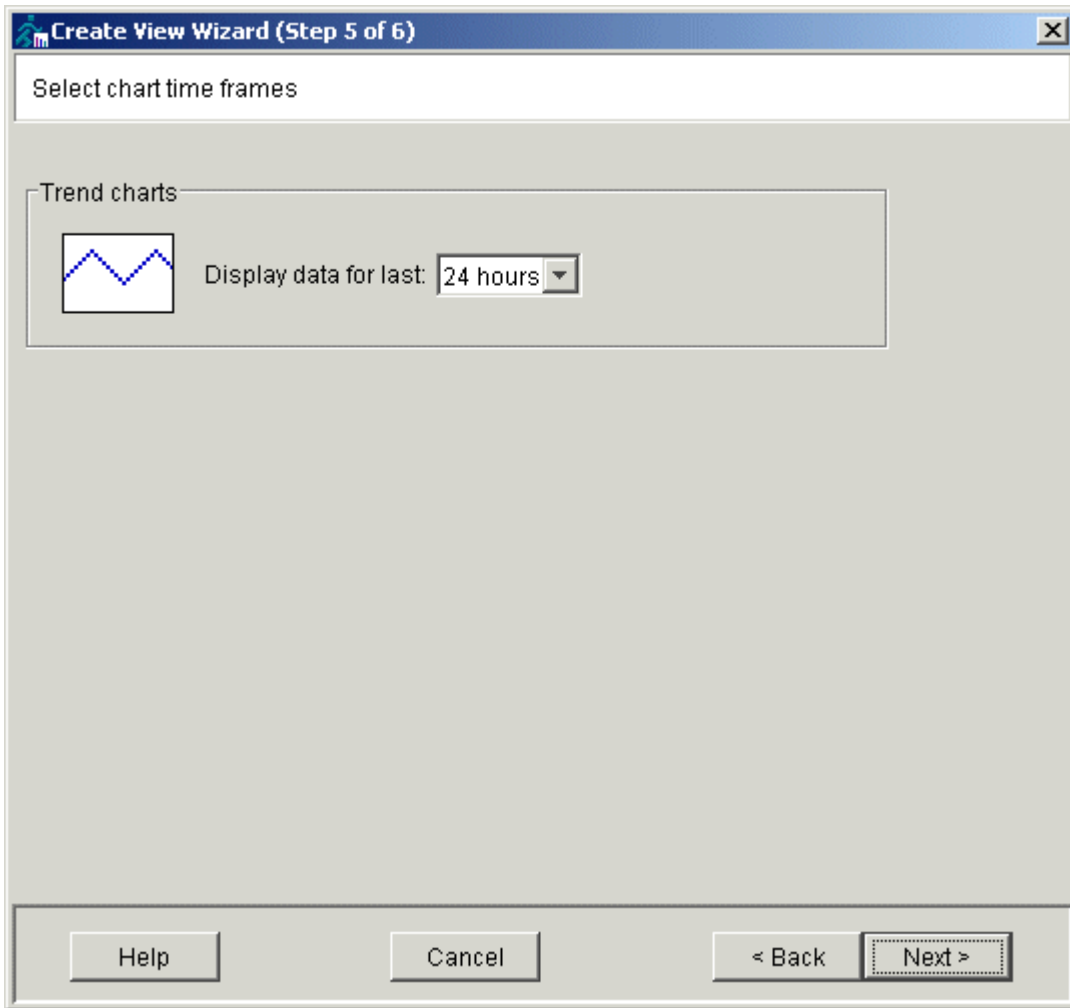 Create View Wizard (Step 5 of 6)
Select chart time frames
Trend charts
Display data for last: 24 hours
Help Cancel < Back Next >